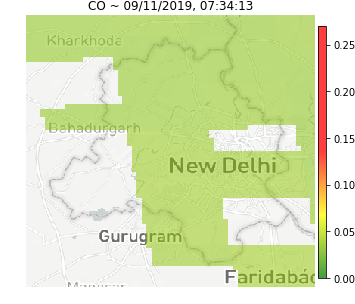 CO ~ 09/11/2019, 07:34:13
Kharkhoda
0.25
0.20
0.15
Bahadurgarh
New Delhi
0.10
Gurugram
0.05
Faridabad
0.00